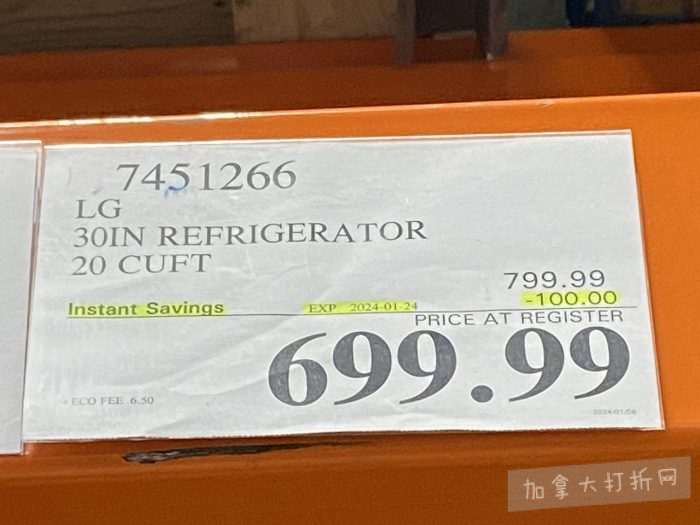 7451266
LG
30IN REFRIGERATOR
20 CUFT
799.99
Instant Savings EXP 2024-01-24 -100.00
PRICE AT REGISTER
699.99
+ ECO FEE 6.50
加拿大打折网